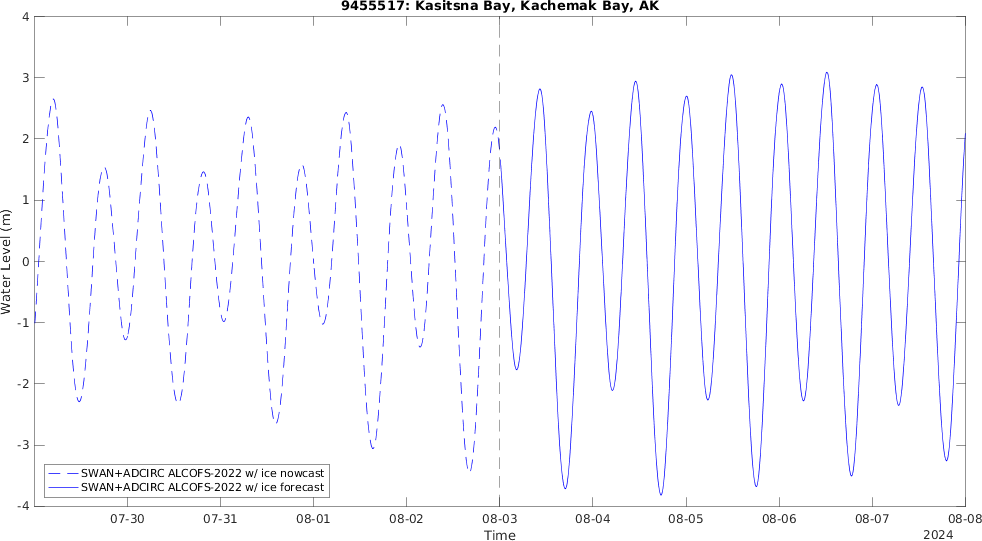 9455517: Kasitsna Bay, Kachemak Bay, AK
Water Level (m)
4
3
2
1
0
-1
-2
-3
-4
SWAN+ADCIRC ALCOFS-2022 w/ ice nowcast
SWAN+ADCIRC ALCOFS-2022 w/ ice forecast
07-30 07-31 08-01 08-02 08-03 08-04 08-05 08-06 08-07 08-08
Time
2024